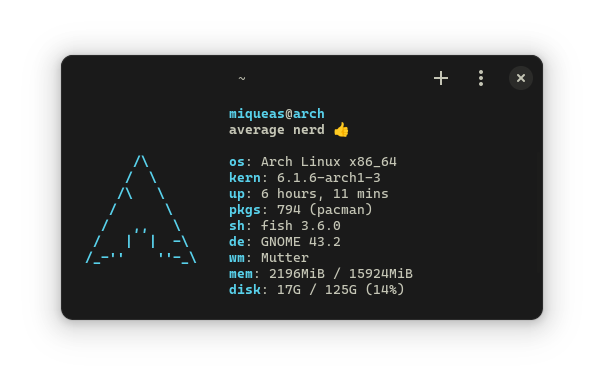 ~
miqueas@arch
average nerd 👍
os: Arch Linux x86_64
kern: 6.1.6-arch1-3
up: 6 hours, 11 mins
pkgs: 794 (pacman)
sh: fish 3.6.0
de: GNOME 43.2
wm: Mutter
mem: 2196MiB / 15924MiB
disk: 17G / 125G (14%)